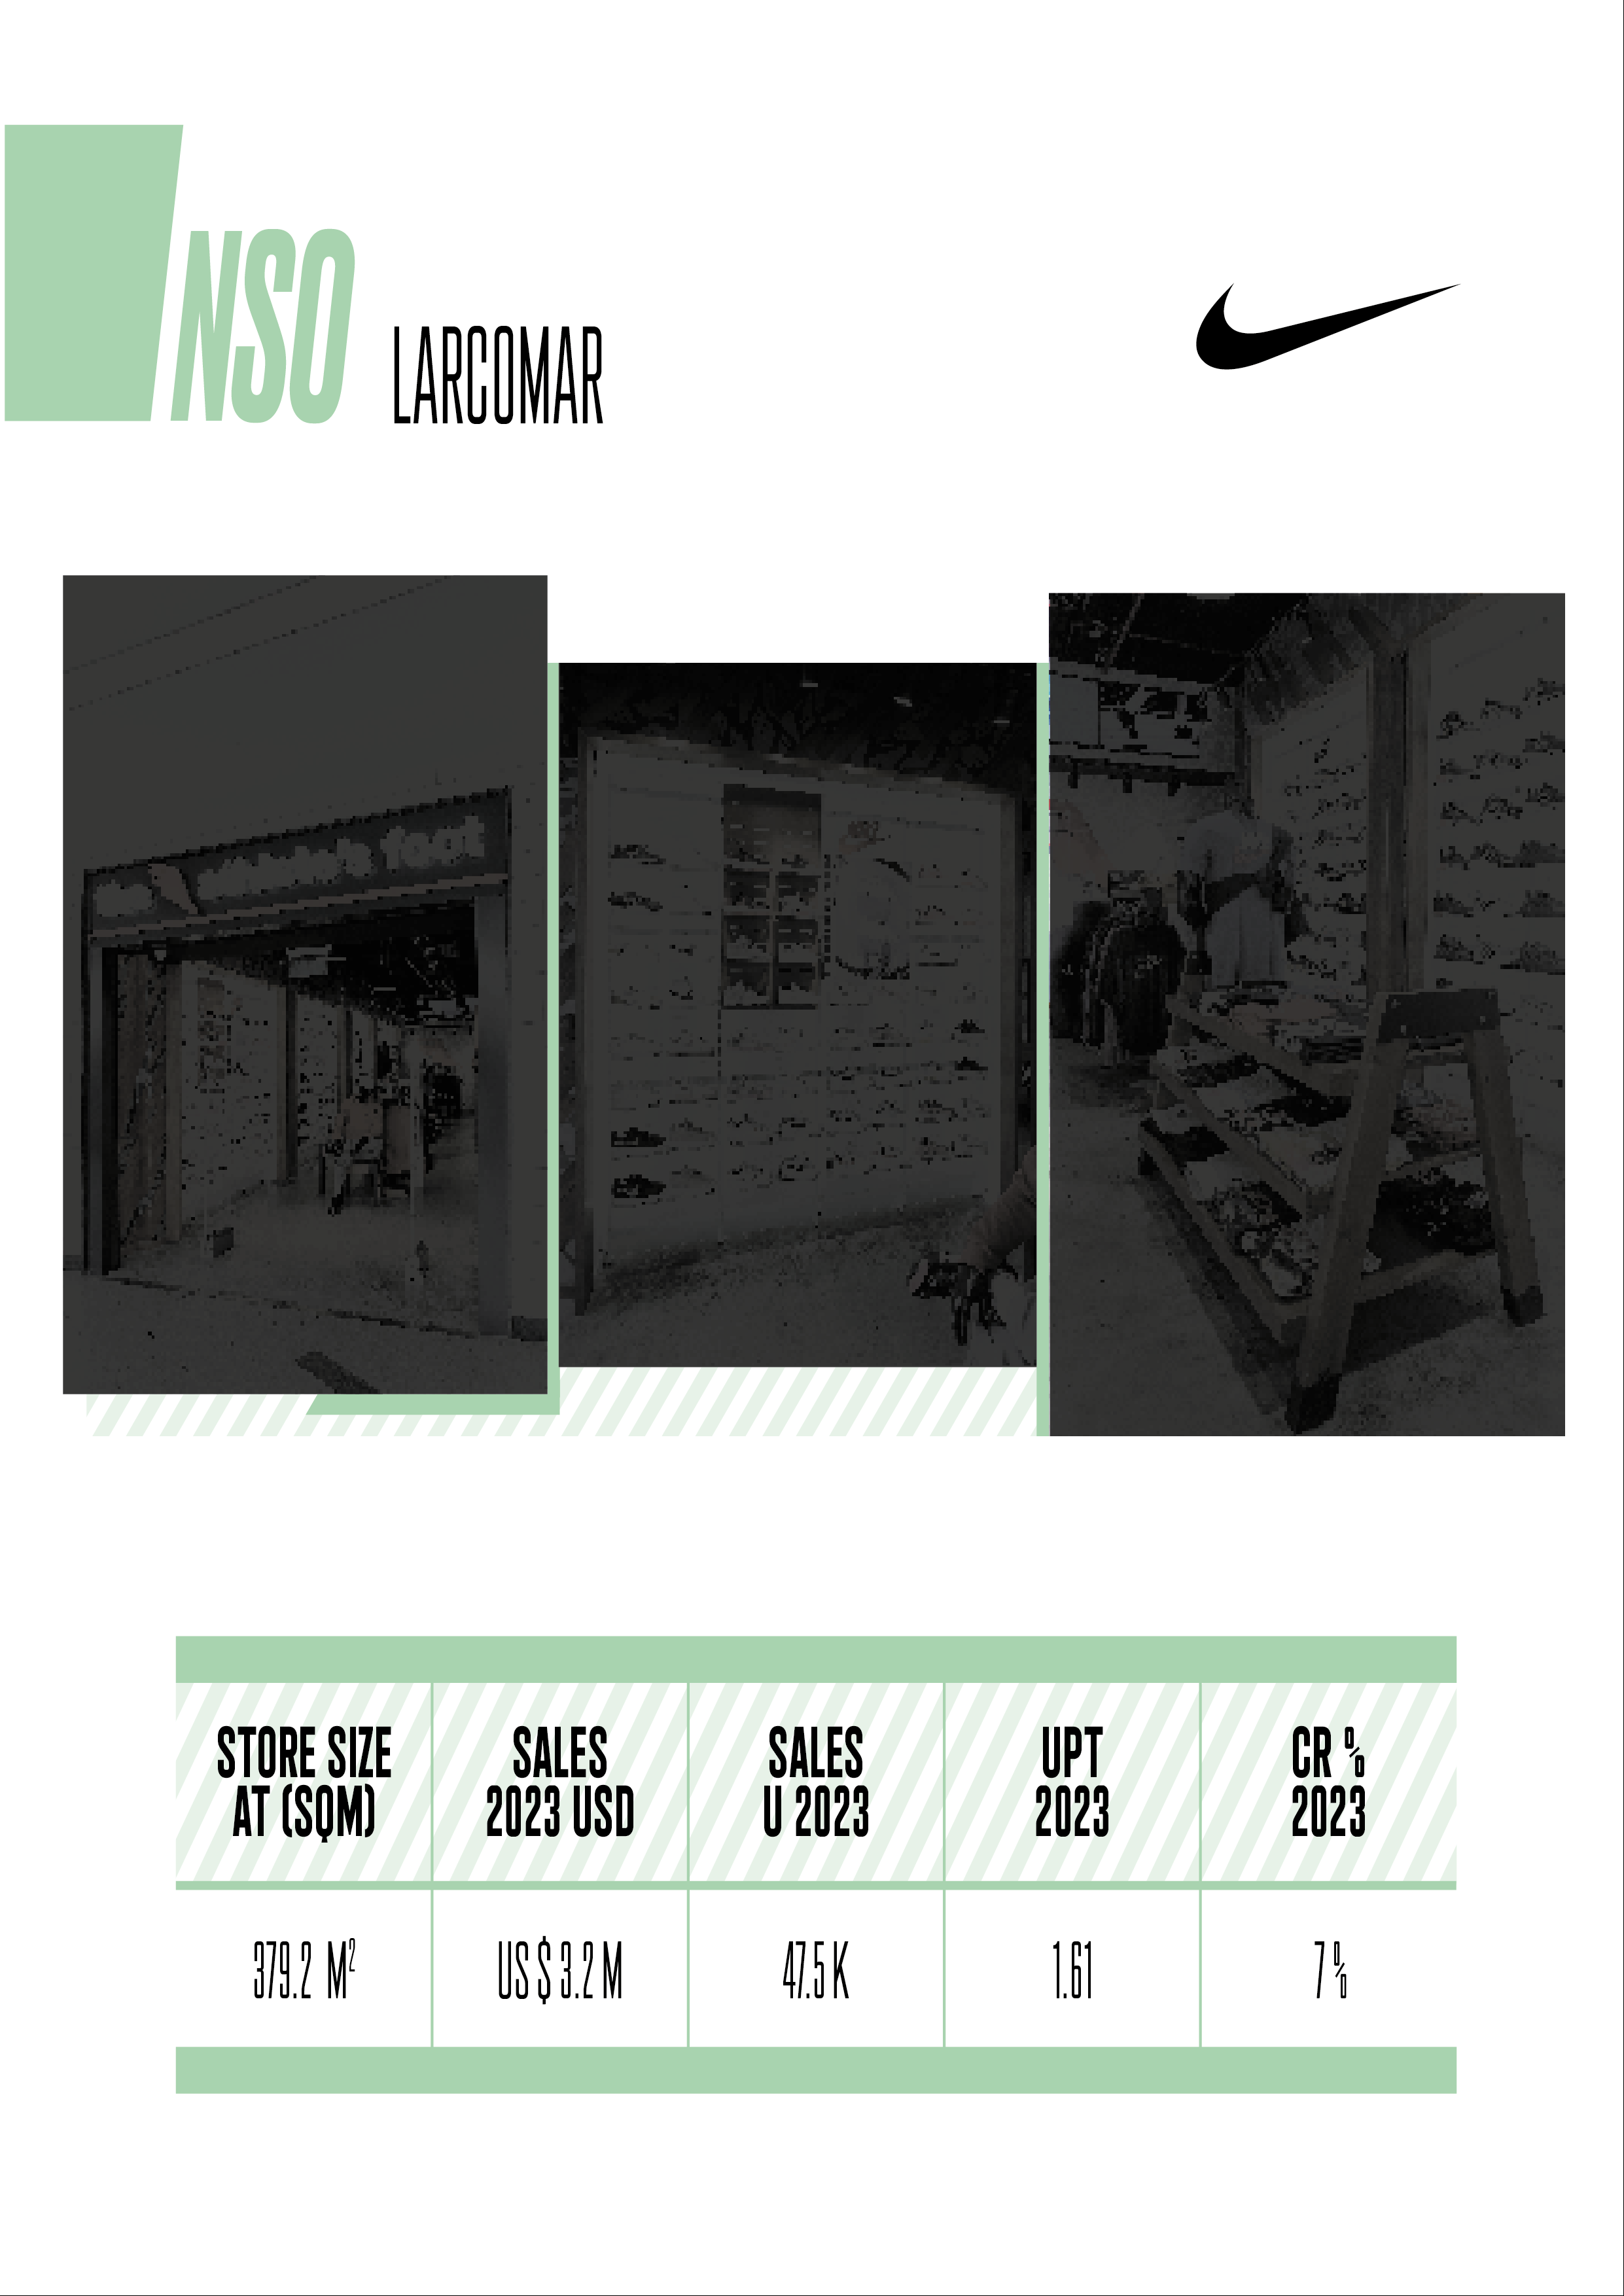 NSO
LARCOMAR
STORE SIZE
AT (SQM)
SALES
2023 USD
SALES
U 2023
UPT
2023
CR %
2023
379.2 M²
US $ 3.2 M
47.5 K
1.61
7 %